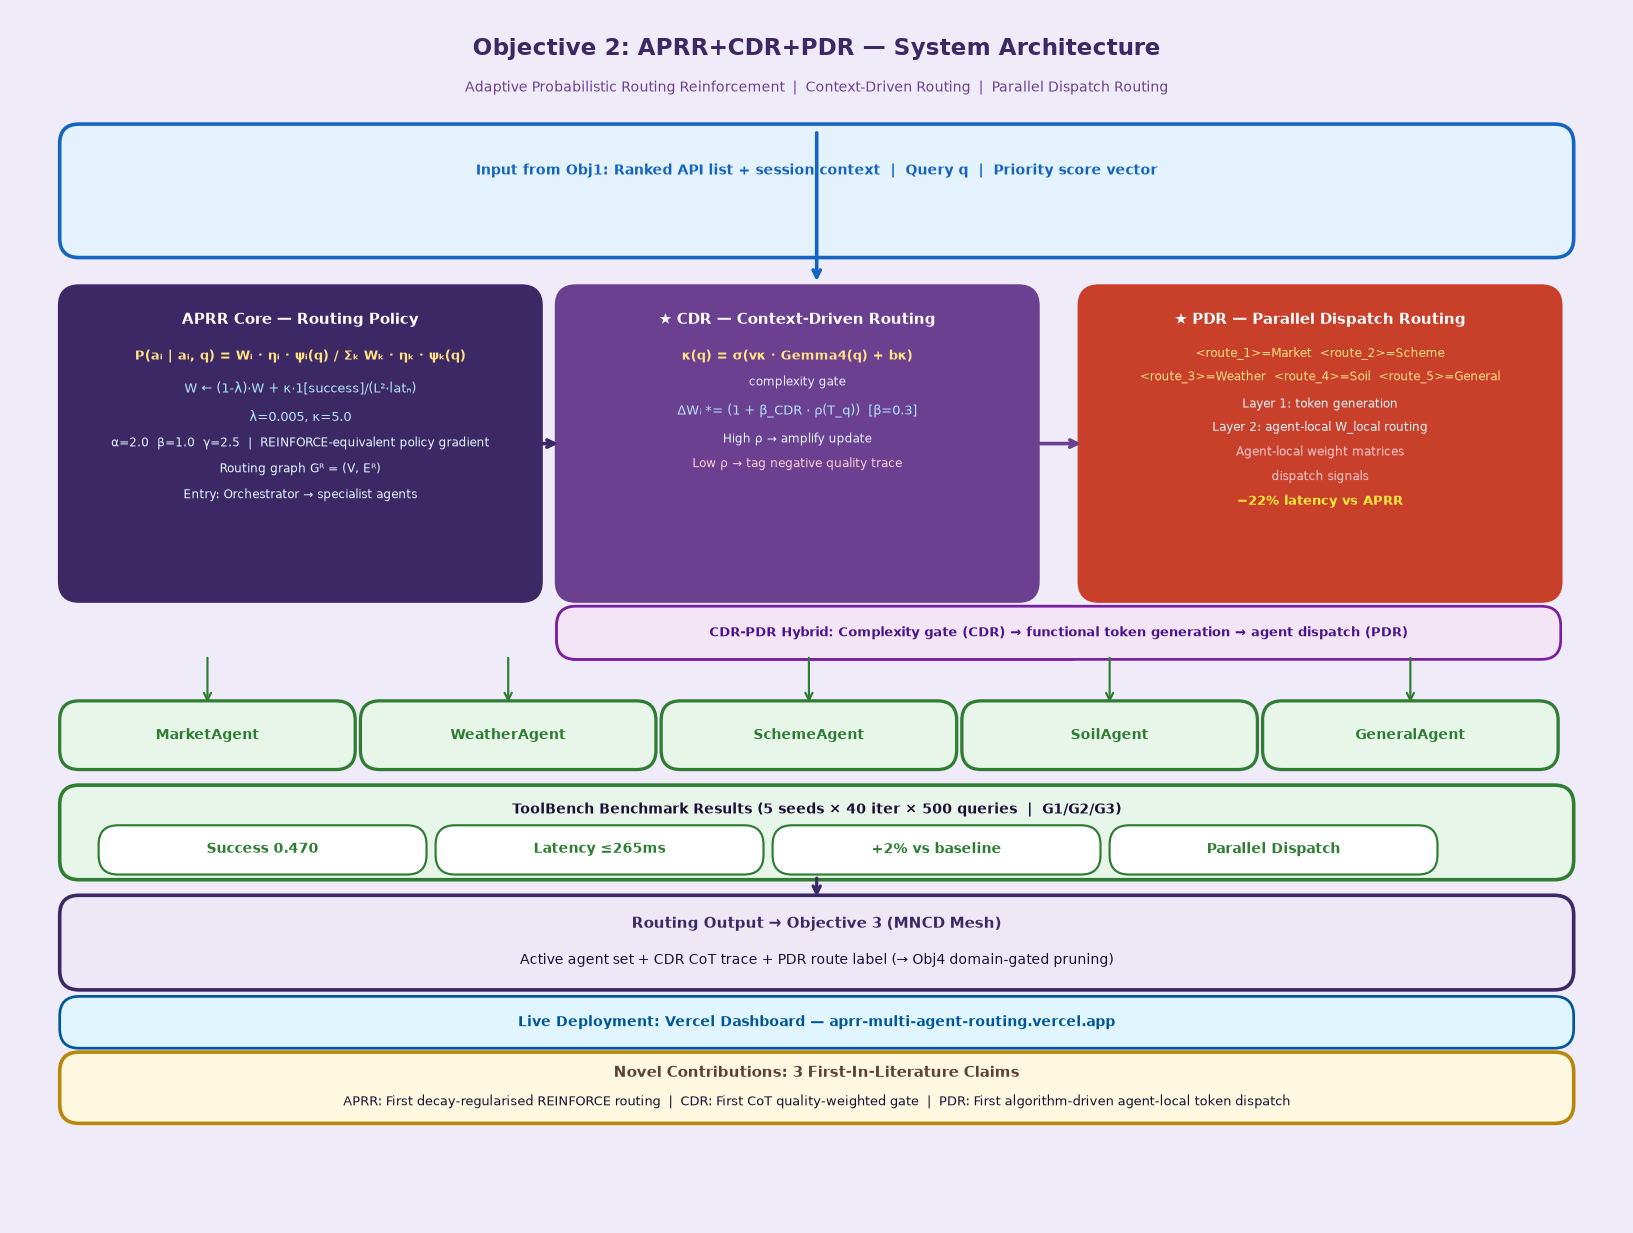 Objective 2: APRR+CDR+PDR — System Architecture
Adaptive Probabilistic Routing Reinforcement | Context-Driven Routing | Parallel Dispatch Routing
Input from Obj1: Ranked API list + session context | Query q | Priority score vector
APRR Core — Routing Policy
P(aᵢ | aᵢ, q) = Wᵢ · ηᵢ · ψᵢ(q) / Σₖ Wₖ · ηₖ · ψₖ(q)
W ← (1-λ)·W + κ·1[success]/(L²·latₙ)
λ=0.005, κ=5.0
α=2.0 β=1.0 γ=2.5 | REINFORCE-equivalent policy gradient
Routing graph Gᴿ = (V, Eᴿ)
Entry: Orchestrator → specialist agents
★ CDR — Context-Driven Routing
κ(q) = σ(vκ · Gemma4(q) + bκ)
complexity gate
ΔWᵢ *= (1 + β_CDR · ρ(T_q)) [β=0.3]
High ρ → amplify update
Low ρ → tag negative quality trace
★ PDR — Parallel Dispatch Routing
<route_1>=Market <route_2>=Scheme
<route_3>=Weather <route_4>=Soil <route_5>=General
Layer 1: token generation
Layer 2: agent-local W_local routing
Agent-local weight matrices
dispatch signals
−22% latency vs APRR
CDR-PDR Hybrid: Complexity gate (CDR) → functional token generation → agent dispatch (PDR)
MarketAgent
WeatherAgent
SchemeAgent
SoilAgent
GeneralAgent
ToolBench Benchmark Results (5 seeds × 40 iter × 500 queries | G1/G2/G3)
Success 0.470
Latency ≤265ms
+2% vs baseline
Parallel Dispatch
Routing Output → Objective 3 (MNCD Mesh)
Active agent set + CDR CoT trace + PDR route label (→ Obj4 domain-gated pruning)
Live Deployment: Vercel Dashboard — aprr-multi-agent-routing.vercel.app
Novel Contributions: 3 First-In-Literature Claims
APRR: First decay-regularised REINFORCE routing | CDR: First CoT quality-weighted gate | PDR: First algorithm-driven agent-local token dispatch